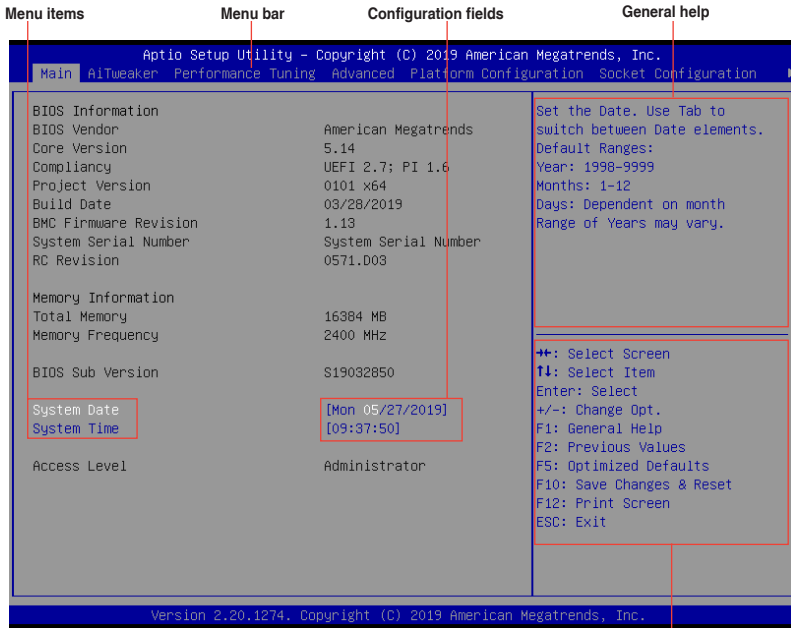 Menu items Menu bar Configuration fields General help
Aptio Setup Utility – Copyright (C) 2019 American Megatrends, Inc.
Main AiTweaker Performance Tuning Advanced Platform Configuration Socket Configuration
BIOS Information
BIOS Vendor American Megatrends
Core Version 5.14
Compliancy UEFI 2.7; PI 1.6
Project Version 0101 x64
Build Date 03/28/2019
BMC Firmware Revision 1.13
System Serial Number System Serial Number
RC Revision 0571.D03
Memory Information
Total Memory 16384 MB
Memory Frequency 2400 MHz
BIOS Sub Version S19032850
System Date [Mon 05/27/2019]
System Time [09:37:50]
Access Level Administrator
Set the Date. Use Tab to
switch between Date elements.
Default Ranges:
Year: 1998-9999
Months: 1-12
Days: Dependent on month
Range of Years may vary.
→←: Select Screen
↑↓: Select Item
Enter: Select
+/-: Change Opt.
F1: General Help
F2: Previous Values
F5: Optimized Defaults
F10: Save Changes & Reset
F12: Print Screen
ESC: Exit
Version 2.20.1274. Copyright (C) 2019 American Megatrends, Inc.